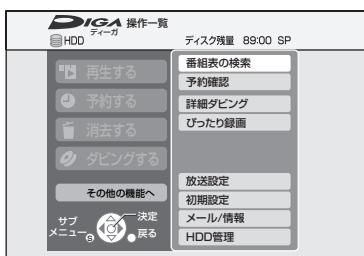 DIGA 操作一覧
ディーガ
HDD
ディスク残量 89:00 SP
再生する
予約する
消去する
ダビングする
その他の機能へ
サブ
メニュー
S
決定
戻る
番組表の検索
予約確認
詳細ダビング
ぴったり録画
放送設定
初期設定
メール/情報
HDD管理